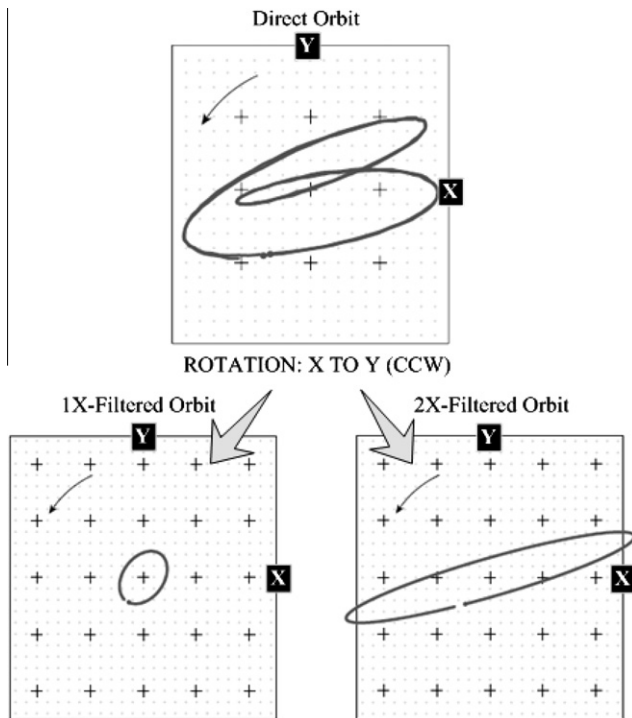 Direct Orbit
Y
X
ROTATION: X TO Y (CCW)
1X-Filtered Orbit
2X-Filtered Orbit
Y
Y
X
X